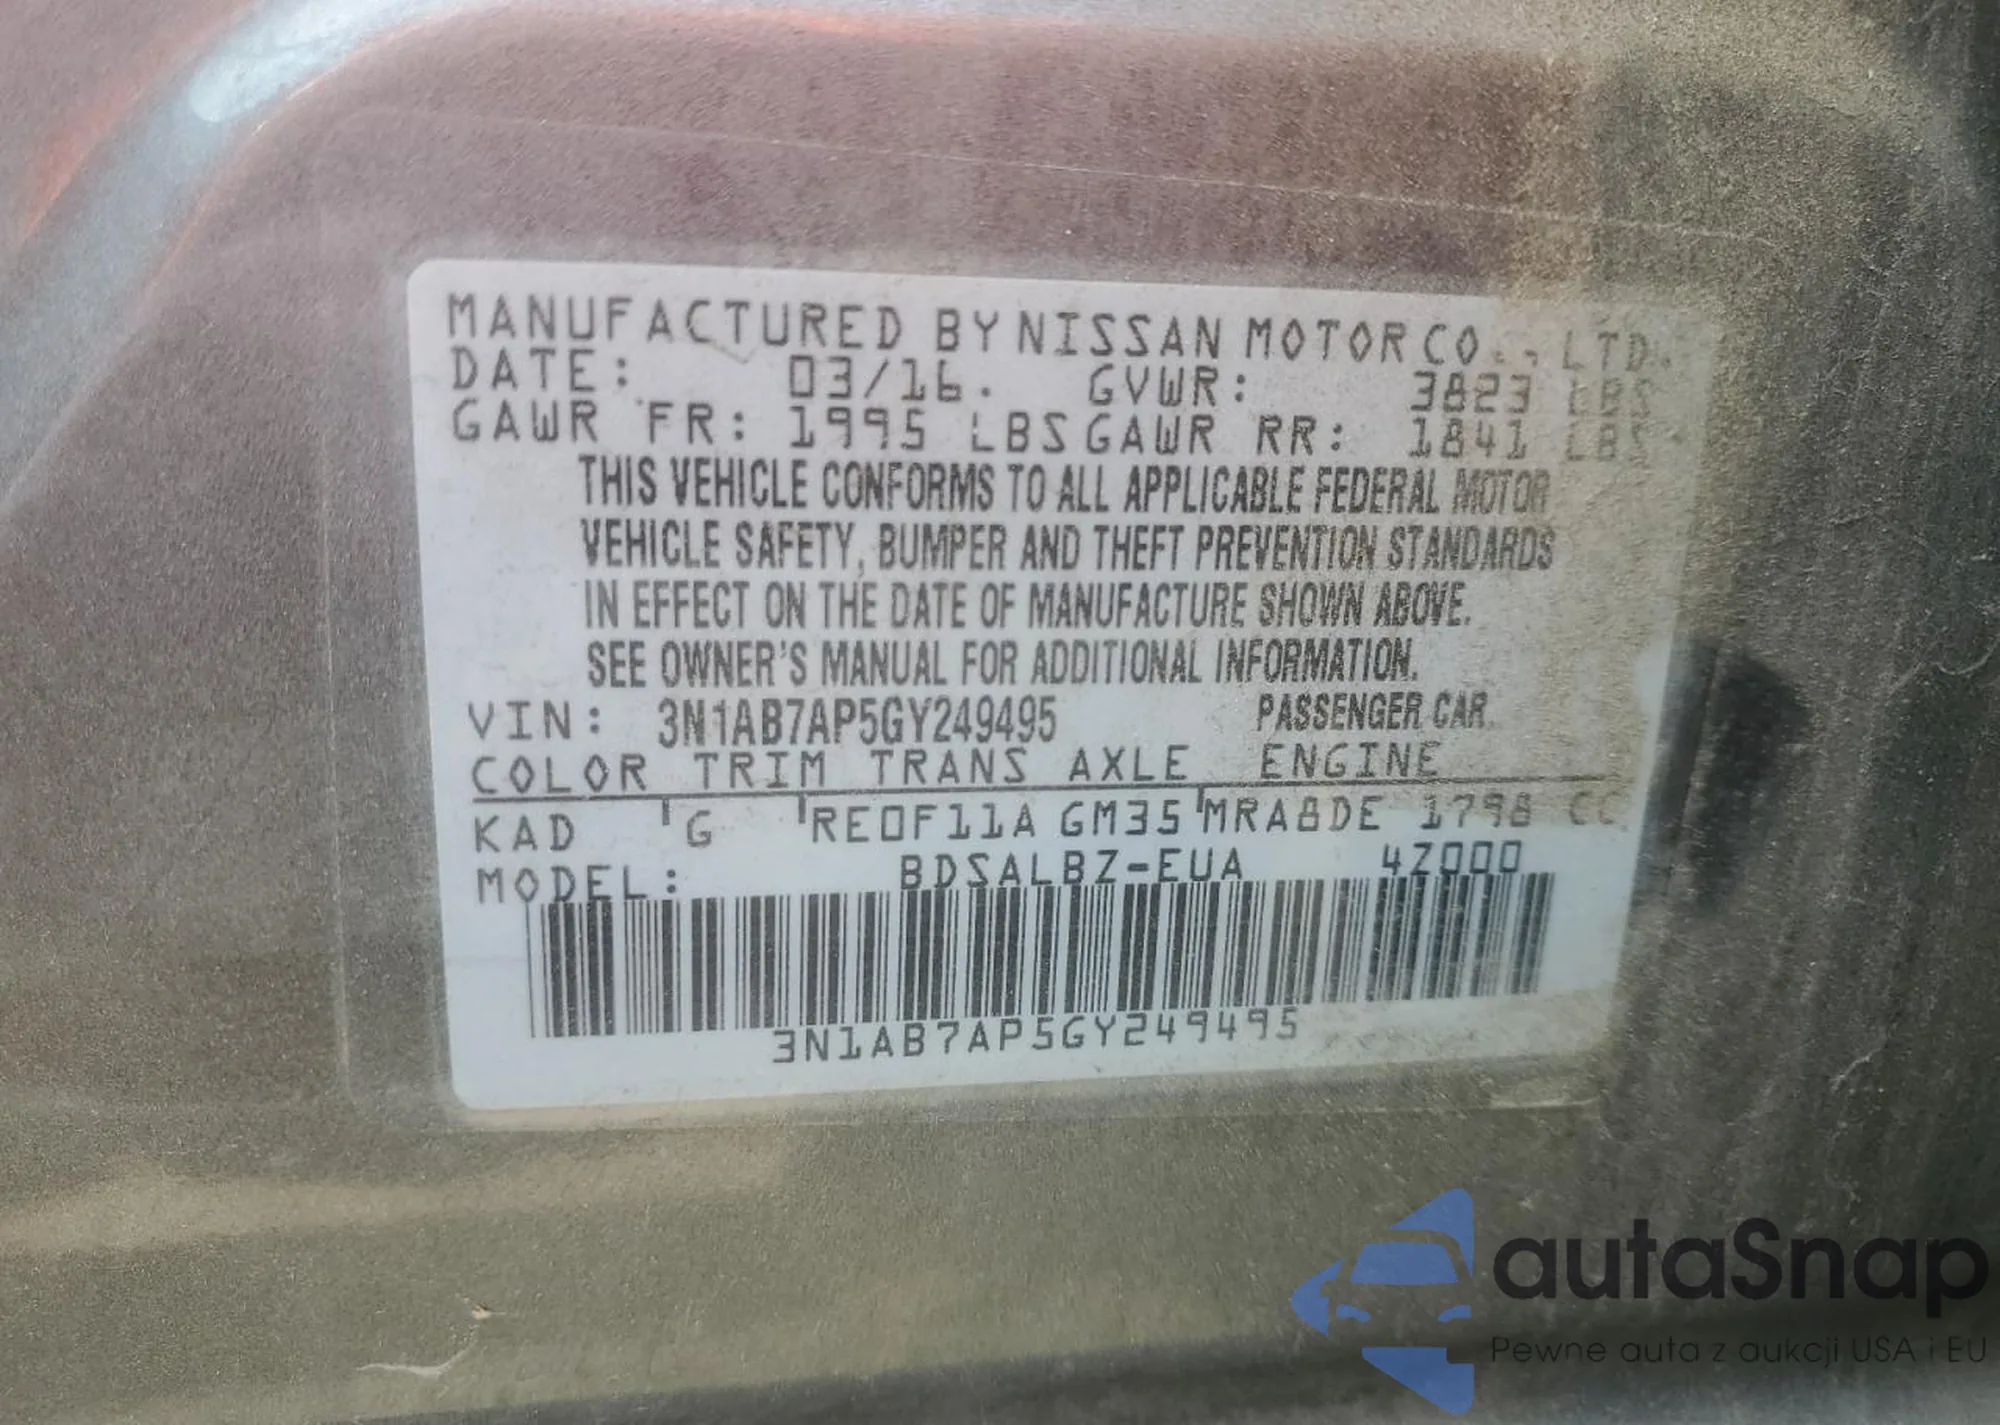 MANUFACTURED BY NISSAN MOTOR CO., LTD.
DATE: 03/16. GVWR: 3823 LBS
GAWR FR: 1995 LBS GAWR RR: 1841 LBS
THIS VEHICLE CONFORMS TO ALL APPLICABLE FEDERAL MOTOR
VEHICLE SAFETY, BUMPER AND THEFT PREVENTION STANDARDS
IN EFFECT ON THE DATE OF MANUFACTURE SHOWN ABOVE.
SEE OWNER'S MANUAL FOR ADDITIONAL INFORMATION.
VIN: 3N1AB7AP5GY249495 PASSENGER CAR
COLOR TRIM TRANS AXLE ENGINE
KAD G RE0F11A GM35 MRA8DE 1798 CC
MODEL: BDSALBZ-EUA 4Z000
3N1AB7AP5GY249495
autaSnap
Pewne auta z aukcji USA i EU